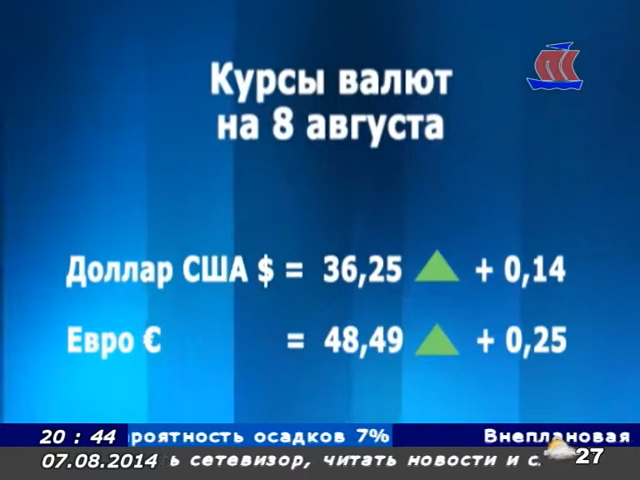 Курсы валют
на 8 августа
Доллар США $ = 36,25 + 0,14
Евро € = 48,49 + 0,25
20 : 44 роятность осадков 7% Внеплановая
07.08.2014 ь сетевизор, читать новости и с 27